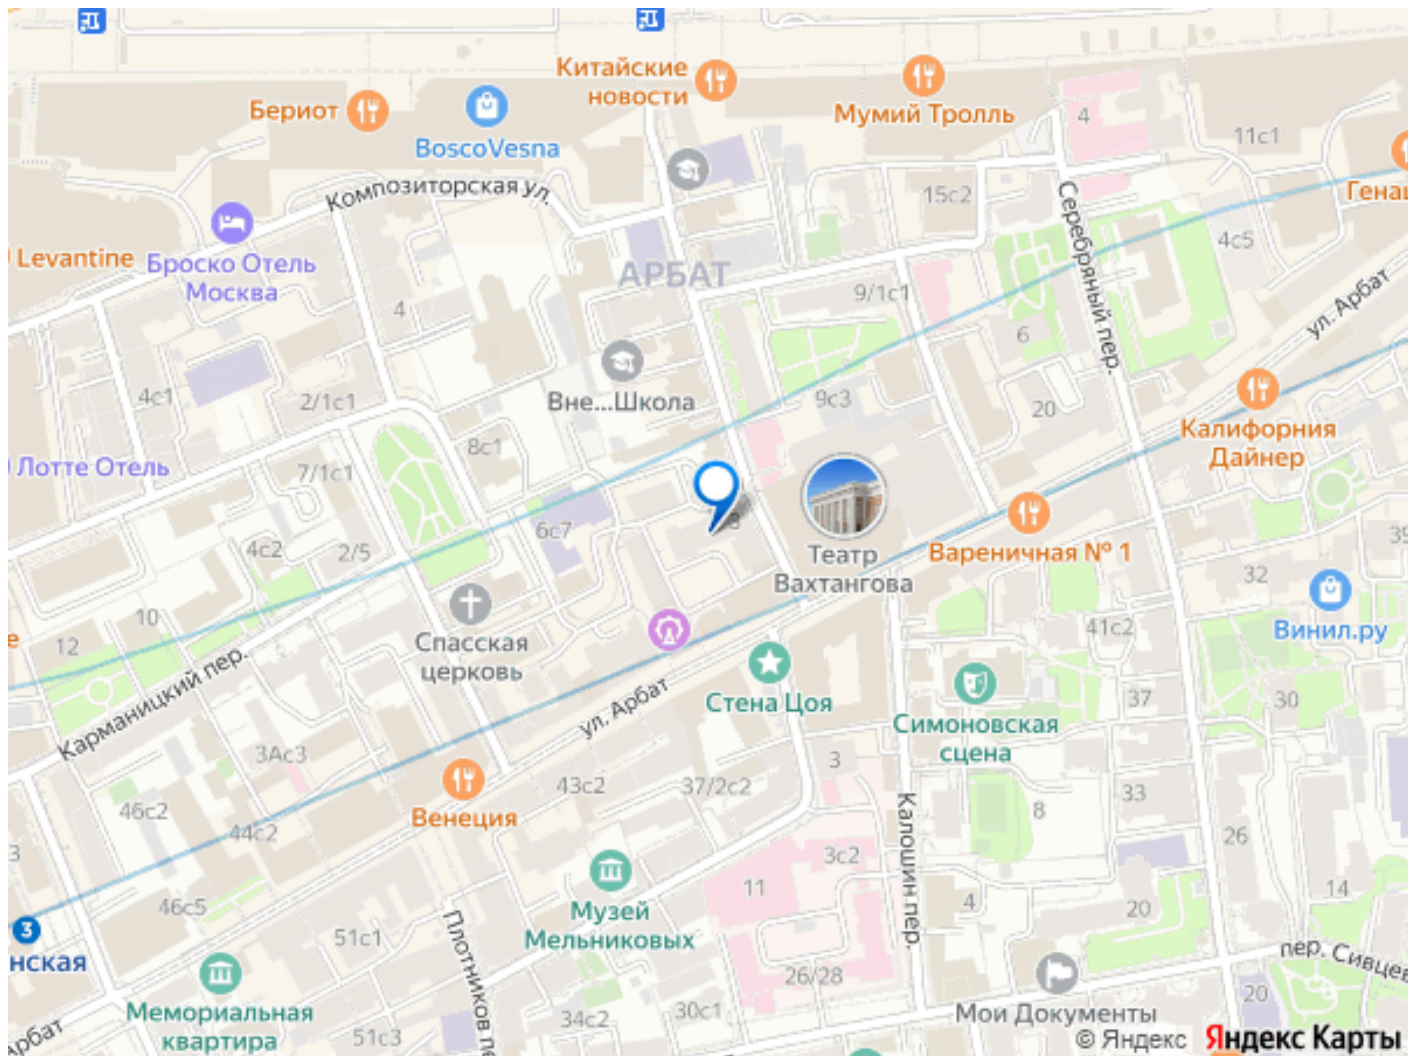 Китайские
новости
Бериот
BoscoVesna
Мумий Тролль
4
11с1
Композиторская ул.
15с2
Серебряный пер.
Levantine
Броско Отель
Москва
АРБАТ
4с5
9/1с1
ул. Арбат
4
6
Вне...Школа
4с1
2/1с1
9с3
20
Калифорния
Дайнер
8с1
Лотте Отель
7/1с1
6с7
4с2
2/5
Театр
Вахтангова
Вареничная № 1
32
10
12
Спасская
церковь
41с2
Винил.ру
Карманицкий пер.
ул. Арбат
Стена Цоя
Симоновская
сцена
37
30
3Ас3
3
43с2
37/2с2
Венеция
46с2
44с2
Калошин пер.
8
33
26
3
3с2
11
14
46с5
Музей
Мельниковых
4
20
3
нская
51с1
Плотников пе
пер. Сивцев
26/28
Мемориальная
квартира
34с2
30с1
Мои Документы
20
Арбат
51с3
© Яндекс Яндекс Карты